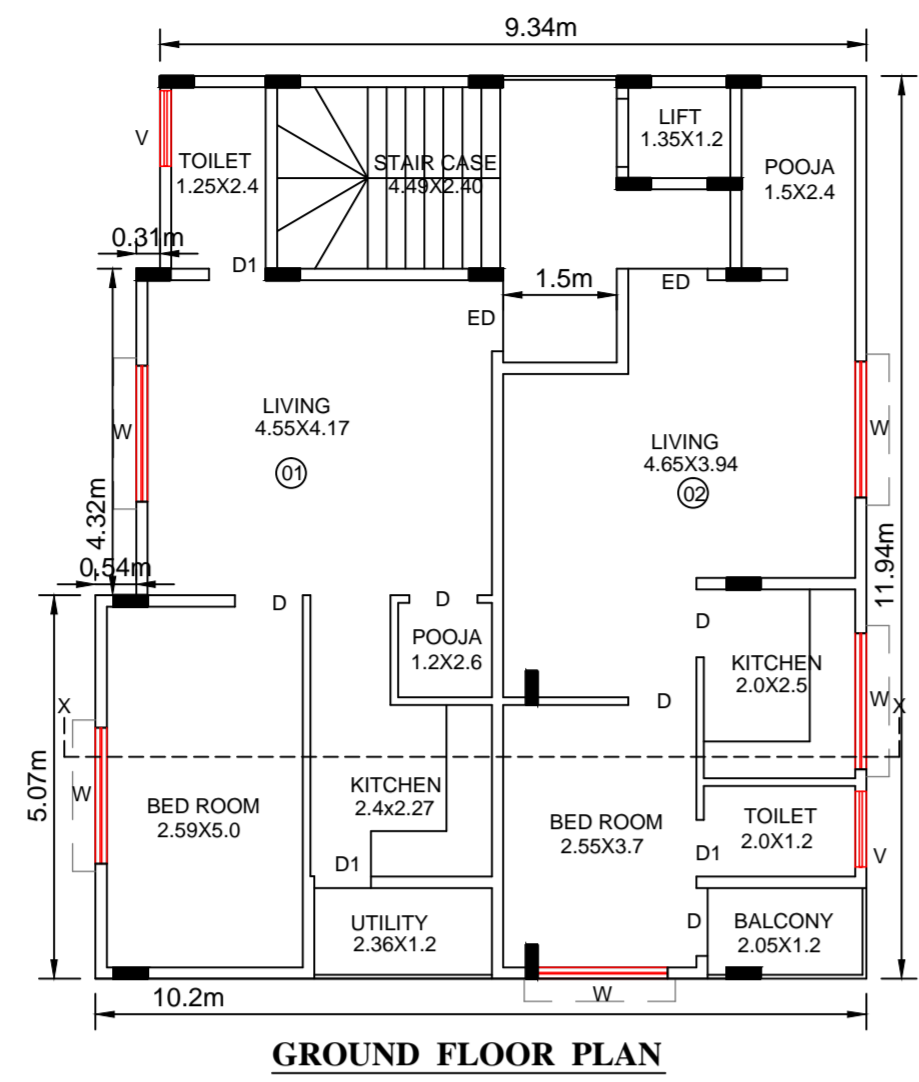 9.34m
LIFT
1.35X1.2
V
TOILET
1.25X2.4
STAIR CASE
4.49X2.40
POOJA
1.5X2.4
0.31m
D1
1.5m
ED
ED
LIVING
4.55X4.17
01
W
LIVING
4.65X3.94
02
W
4.32m
11.94m
0.54m
D
D
D
POOJA
1.2X2.6
KITCHEN
2.0X2.5
X
D
W
X
5.07m
W
BED ROOM
2.59X5.0
KITCHEN
2.4x2.27
BED ROOM
2.55X3.7
TOILET
2.0X1.2
D1
D1
V
UTILITY
2.36X1.2
D
BALCONY
2.05X1.2
W
10.2m
GROUND FLOOR PLAN